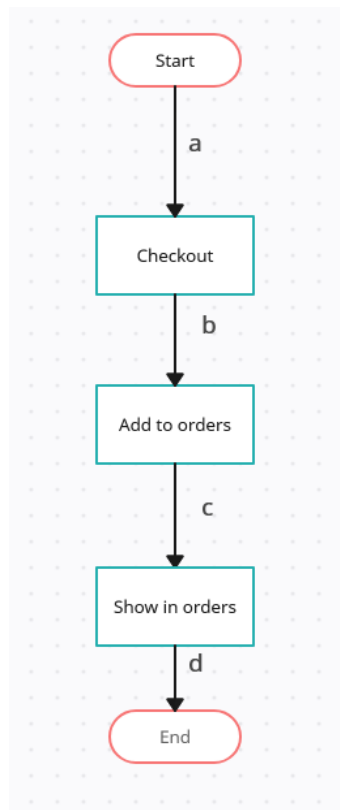 Start
a
Checkout
b
Add to orders
c
Show in orders
d
End